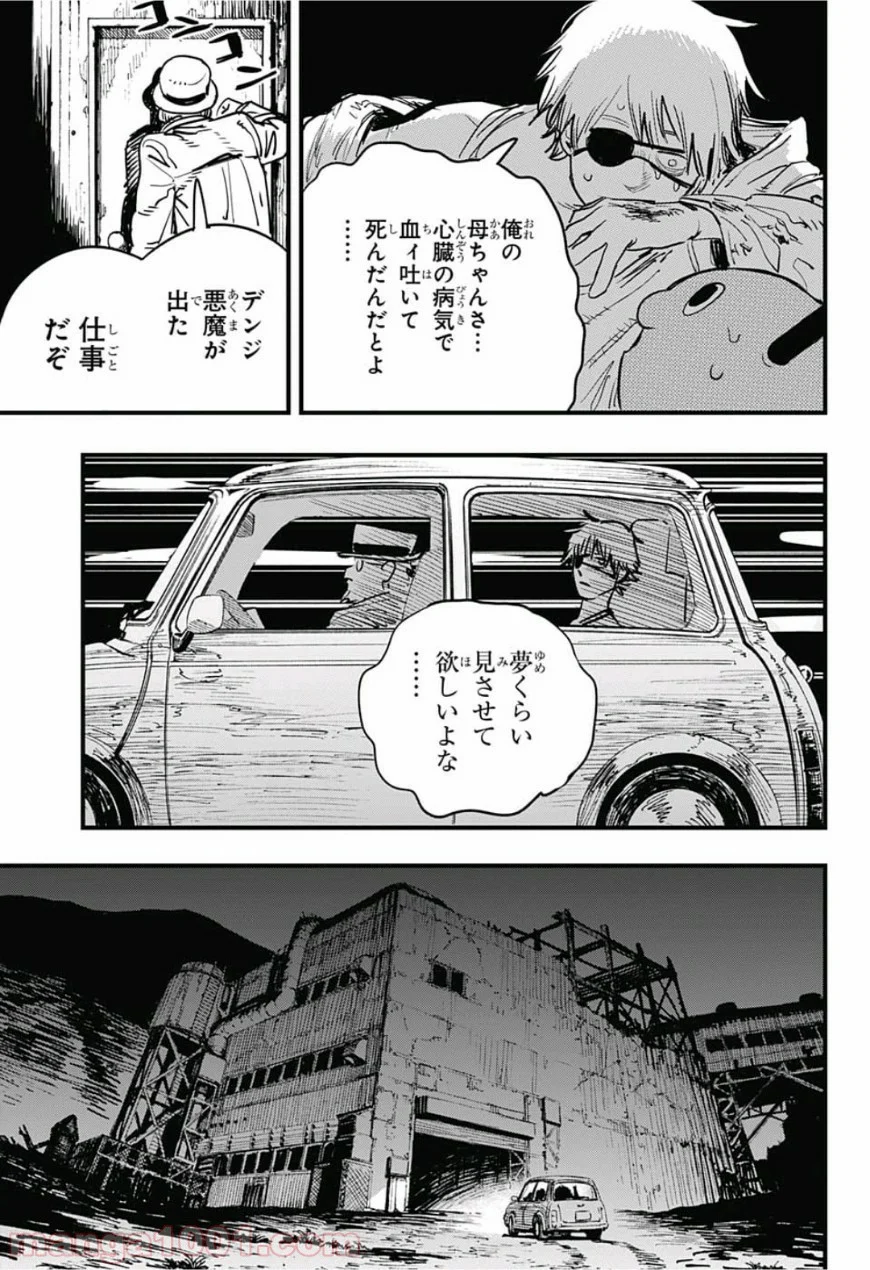 俺の
母ちゃんさ…
心臓の病気で
血ィ吐いて
死んだんだとよ
……
コンコン
デンジ
悪魔が
出た
仕事
だぞ
夢くらい
見させて
欲しいよな
……
manga1001.com